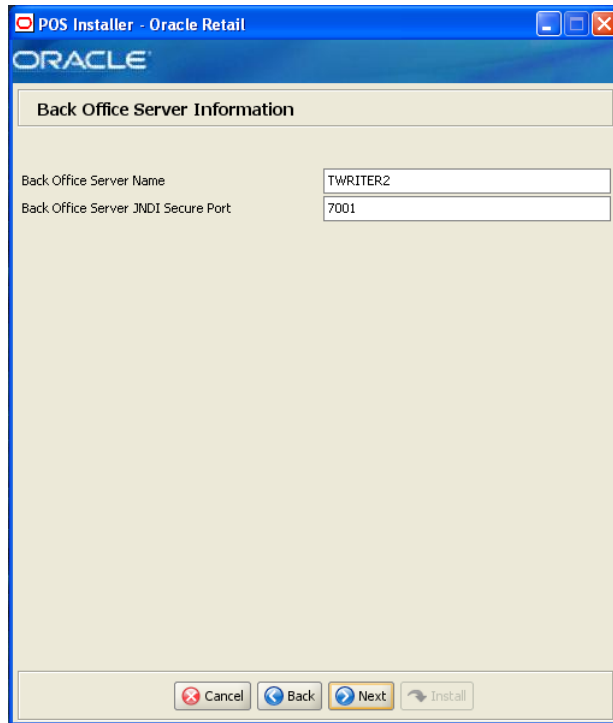 POS Installer - Oracle Retail
ORACLE
Back Office Server Information
Back Office Server Name TWRITER2
Back Office Server JNDI Secure Port 7001
Cancel Back Next Install